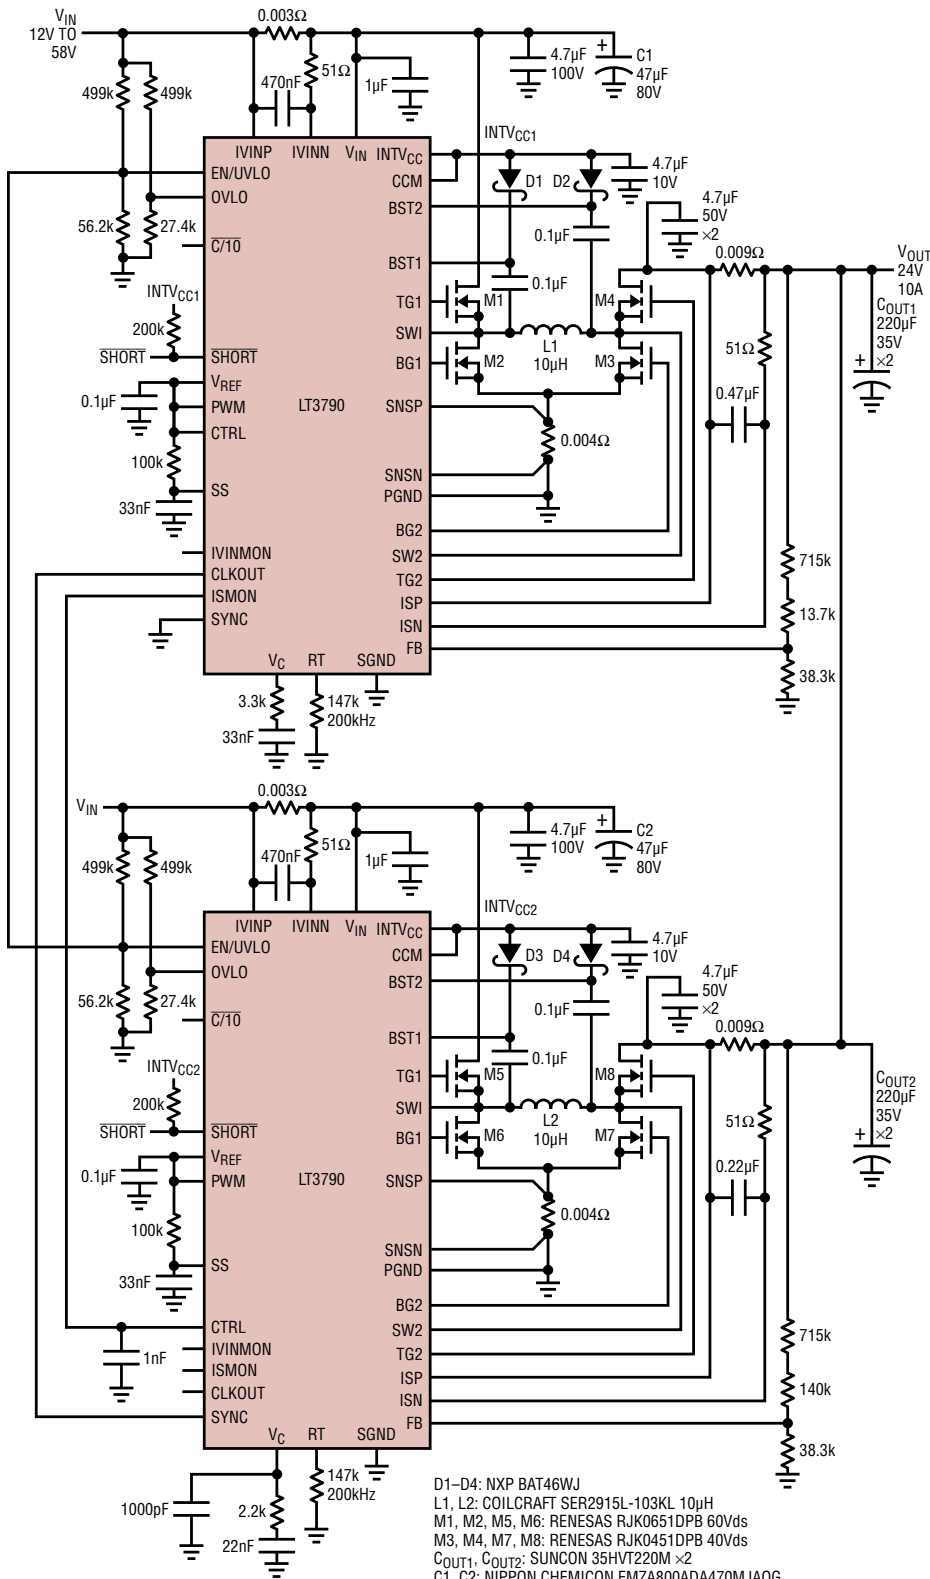 VIN
12V TO
58V
0.003Ω
499k
499k
470nF
51Ω
1µF
4.7µF
100V
+
C1
47µF
80V
INTVCC1
IVINP
IVINN
VIN
INTVCC
EN/UVLO
CCM
D1
D2
4.7µF
10V
OVLO
BST2
56.2k
27.4k
C/10
0.1µF
4.7µF
50V
×2
0.009Ω
VOUT
24V
10A
BST1
0.1µF
INTVCC1
TG1
M1
M4
COUT1
220µF
35V
×2
+
200k
SWI
L1
10µH
51Ω
SHORT
SHORT
BG1
M2
M3
VREF
0.1µF
PWM
LT3790
SNSP
0.47µF
CTRL
0.004Ω
100k
SNSN
SS
PGND
33nF
BG2
IVINMON
SW2
715k
CLKOUT
TG2
ISMON
ISP
13.7k
SYNC
ISN
FB
VC
RT
SGND
38.3k
3.3k
147k
200kHz
33nF
VIN
0.003Ω
499k
499k
470nF
51Ω
1µF
4.7µF
100V
+
C2
47µF
80V
INTVCC2
IVINP
IVINN
VIN
INTVCC
EN/UVLO
CCM
D3
D4
4.7µF
10V
OVLO
BST2
56.2k
27.4k
C/10
0.1µF
4.7µF
50V
×2
0.009Ω
BST1
0.1µF
INTVCC2
TG1
M5
M8
COUT2
220µF
35V
×2
+
200k
SWI
L2
10µH
51Ω
SHORT
SHORT
BG1
M6
M7
VREF
0.1µF
PWM
LT3790
SNSP
0.22µF
0.004Ω
100k
SNSN
SS
PGND
33nF
BG2
CTRL
SW2
715k
1nF
IVINMON
TG2
ISMON
ISP
140k
CLKOUT
ISN
SYNC
FB
VC
RT
SGND
38.3k
1000pF
2.2k
147k
200kHz
22nF
D1–D4: NXP BAT46WJ
L1, L2: COILCRAFT SER2915L-103KL 10µH
M1, M2, M5, M6: RENESAS RJK0651DPB 60Vds
M3, M4, M7, M8: RENESAS RJK0451DPB 40Vds
COUT1, COUT2: SUNCON 35HVT220M ×2
C1, C2: NIPPON CHEMICON EMZA800ADA470MJAOG